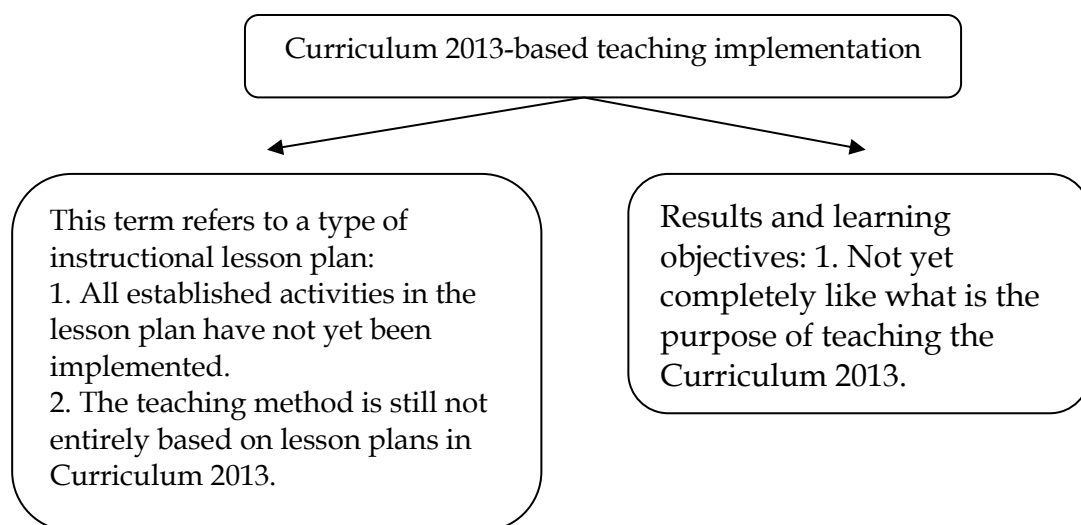 Curriculum 2013-based teaching implementation
This term refers to a type of
instructional lesson plan:
1. All established activities in the
lesson plan have not yet been
implemented.
2. The teaching method is still not
entirely based on lesson plans in
Curriculum 2013.
Results and learning
objectives: 1. Not yet
completely like what is the
purpose of teaching the
Curriculum 2013.